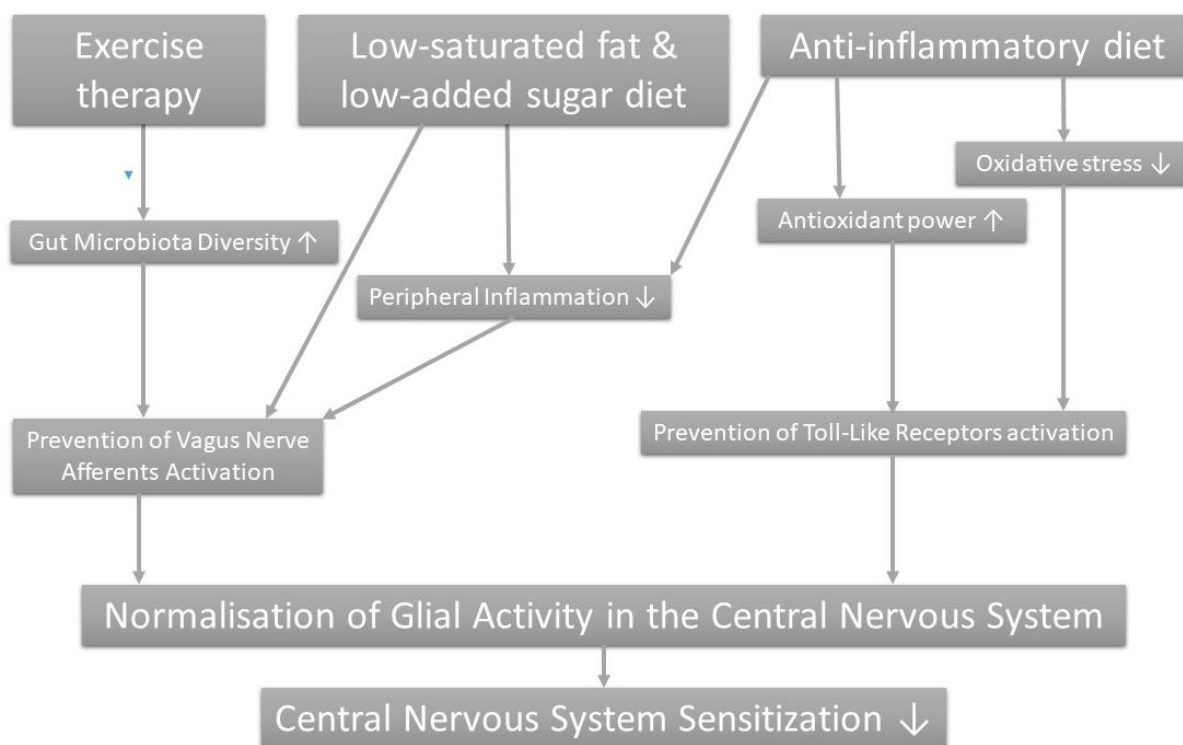 Exercise
therapy
Low-saturated fat &
low-added sugar diet
Anti-inflammatory diet
Oxidative stress ↓
Antioxidant power ↑
Gut Microbiota Diversity ↑
Peripheral Inflammation ↓
Prevention of Vagus Nerve
Afferents Activation
Prevention of Toll-Like Receptors activation
Normalisation of Glial Activity in the Central Nervous System
Central Nervous System Sensitization ↓